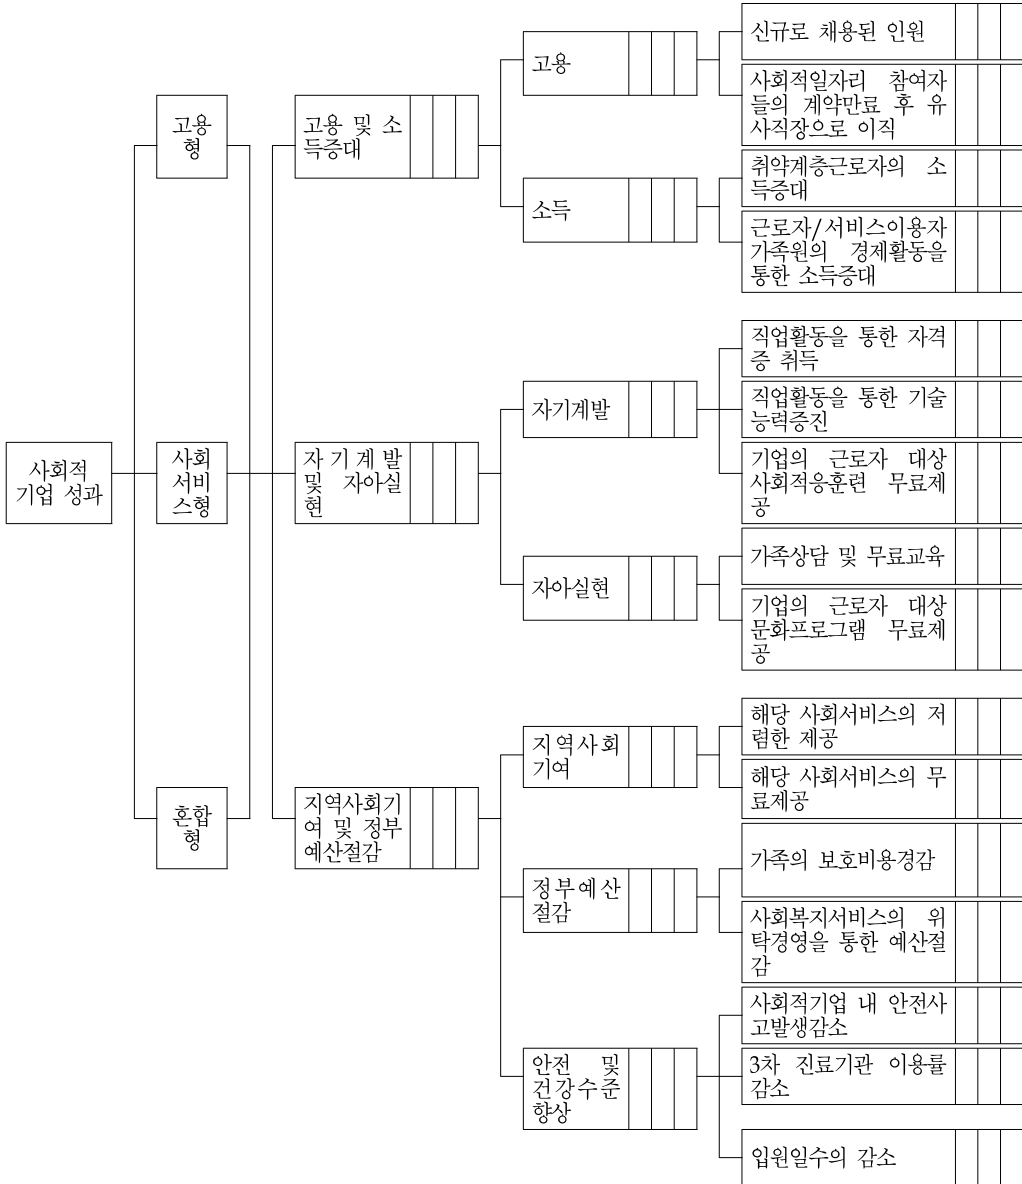 사회적
기업 성과
고용
형
사회
서비
스형
혼합
형
고용 및 소
득증대
자기계발
및 자아실
현
지역사회기
여 및 정부
예산절감
고용
소득
자기계발
자아실현
지역사회
기여
정부예산
절감
안전 및
건강수준
향상
신규로 채용된 인원
사회적일자리 참여자
들의 계약만료 후 유
사직장으로 이직
취약계층근로자의 소
득증대
근로자/서비스이용자
가족원의 경제활동을
통한 소득증대
직업활동을 통한 자격
증 취득
직업활동을 통한 기술
능력증진
기업의 근로자 대상
사회적응훈련 무료제
공
가족상담 및 무료교육
기업의 근로자 대상
문화프로그램 무료제
공
해당 사회서비스의 저
렴한 제공
해당 사회서비스의 무
료제공
가족의 보호비용경감
사회복지서비스의 위
탁경영을 통한 예산절
감
사회적기업 내 안전사
고발생감소
3차 진료기관 이용률
감소
입원일수의 감소